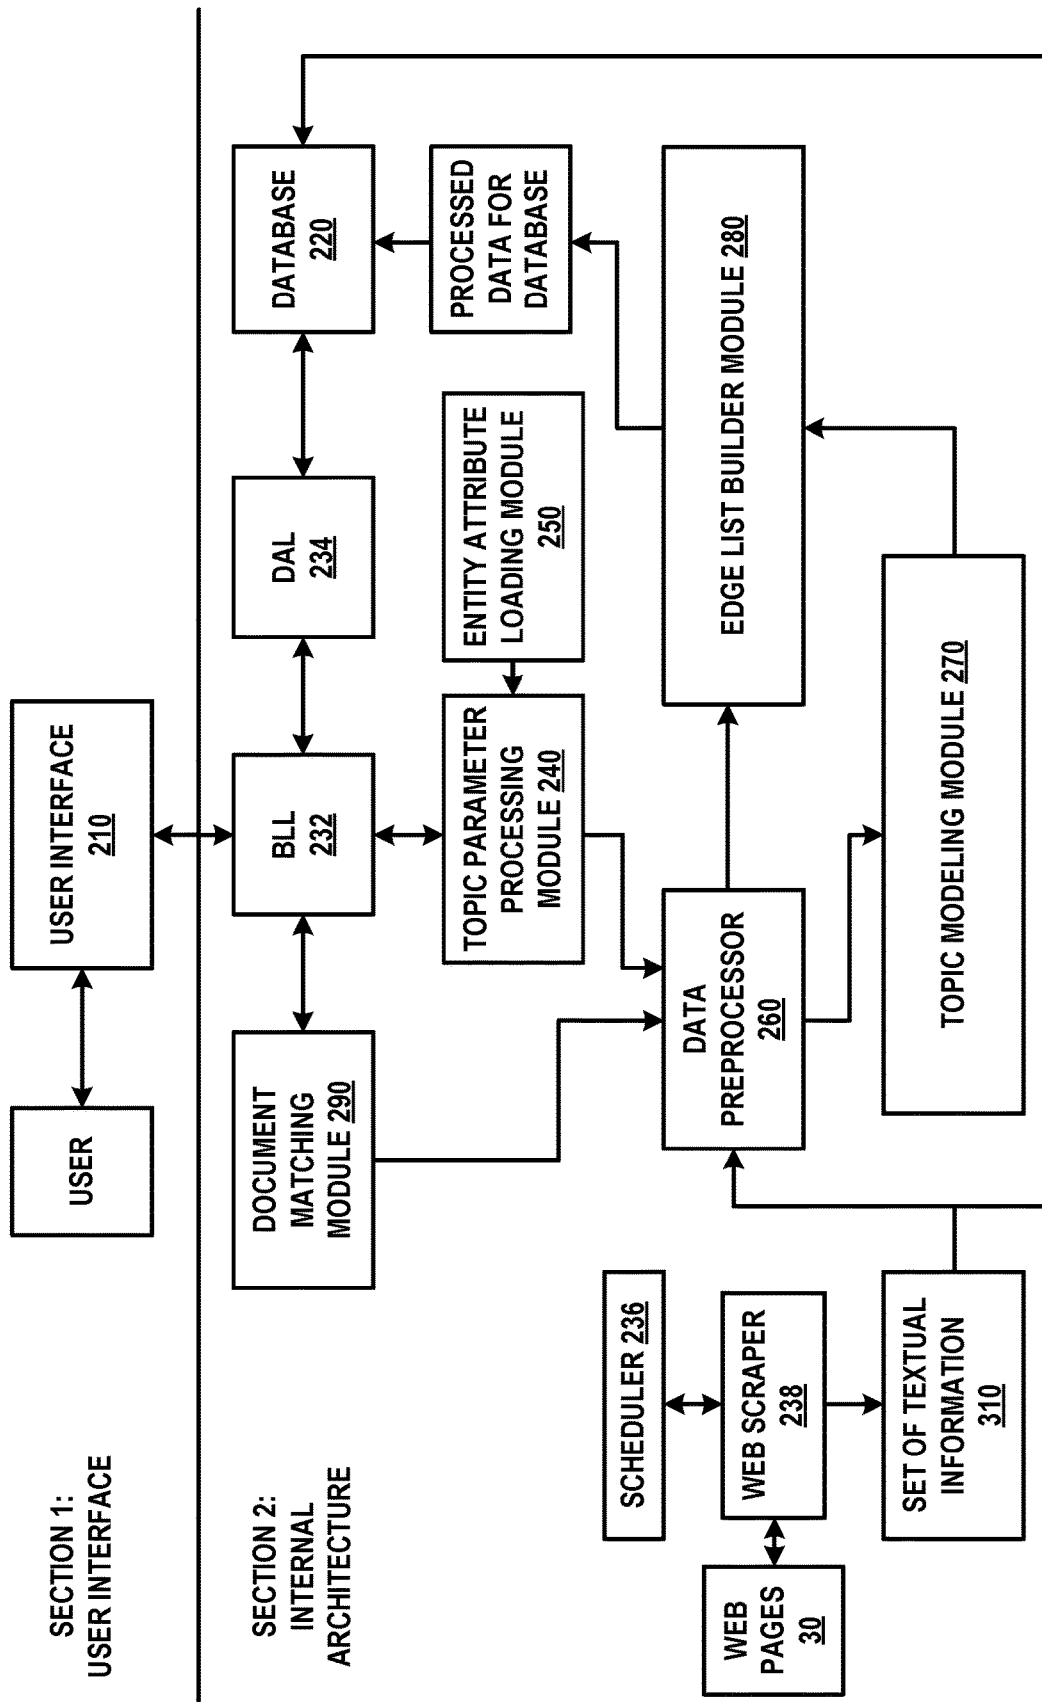 SECTION 1:
USER INTERFACE
USER
USER INTERFACE
210
SECTION 2:
INTERNAL
ARCHITECTURE
DOCUMENT
MATCHING
MODULE 290
BLL
232
DAL
234
DATABASE
220
TOPIC PARAMETER
PROCESSING
MODULE 240
ENTITY ATTRIBUTE
LOADING MODULE
250
PROCESSED
DATA FOR
DATABASE
SCHEDULER 236
WEB PAGES
30
WEB SCRAPER
238
DATA
PREPROCESSOR
260
EDGE LIST BUILDER MODULE 280
SET OF TEXTUAL
INFORMATION
310
TOPIC MODELING MODULE 270